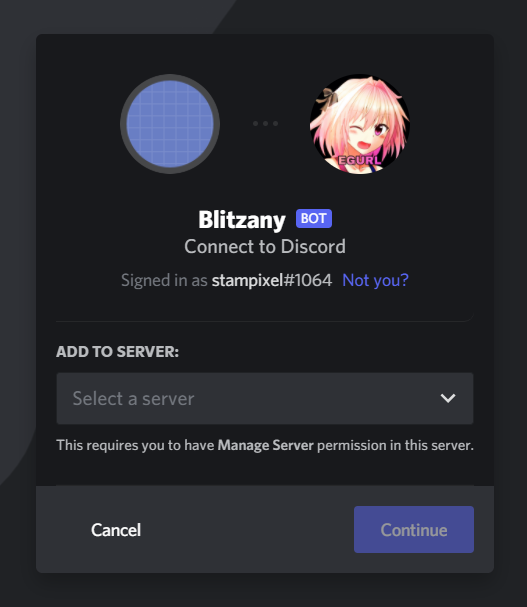 EGURL
Blitzany BOT
Connect to Discord
Signed in as stampixel#1064 Not you?
ADD TO SERVER:
Select a server
This requires you to have Manage Server permission in this server.
Cancel Continue